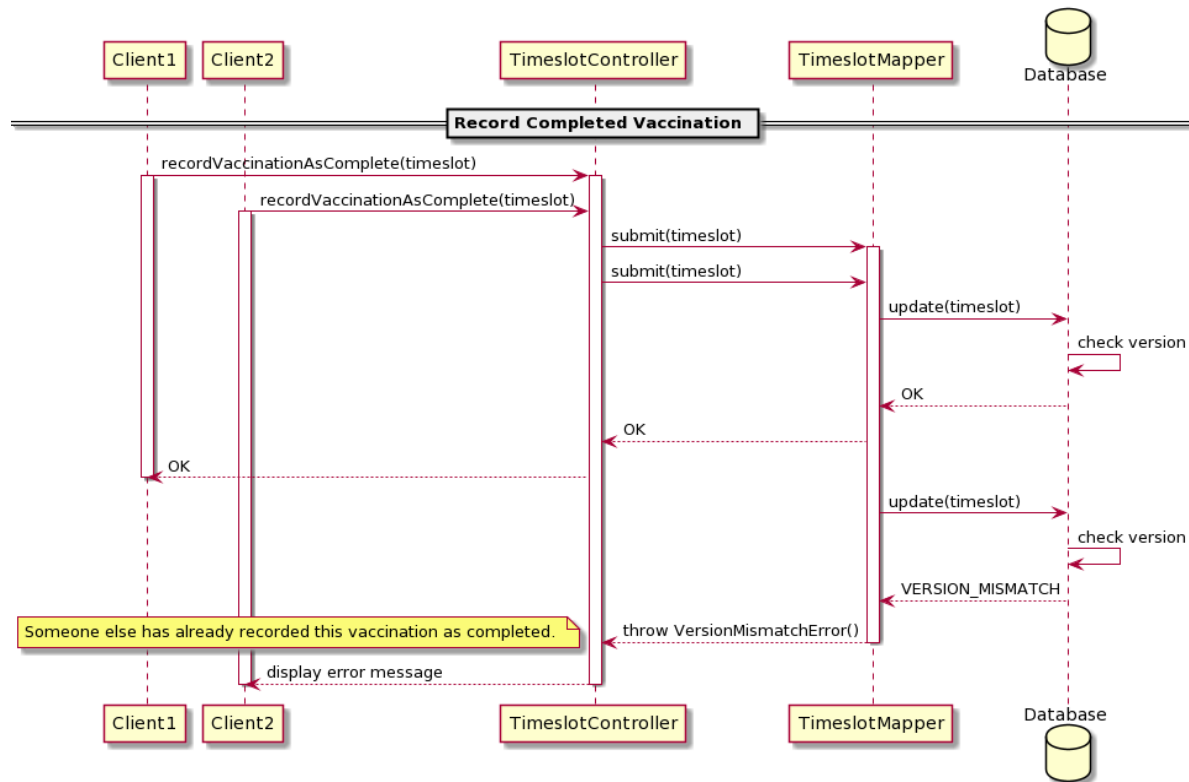 Client1
Client2
TimeslotController
TimeslotMapper
Database
Record Completed Vaccination
recordVaccinationAsComplete(timeslot)
recordVaccinationAsComplete(timeslot)
submit(timeslot)
submit(timeslot)
update(timeslot)
check version
OK
OK
OK
update(timeslot)
check version
VERSION_MISMATCH
Someone else has already recorded this vaccination as completed.
throw VersionMismatchError()
display error message
Client1
Client2
TimeslotController
TimeslotMapper
Database